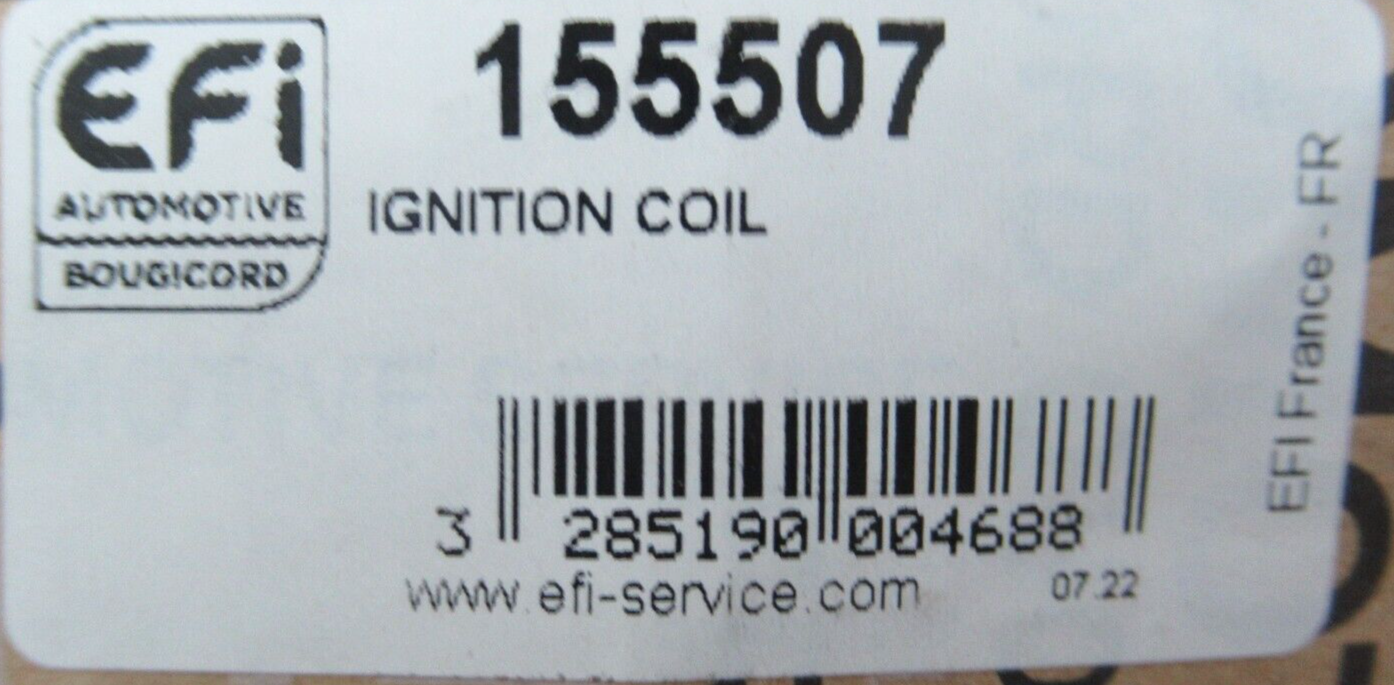 EFi
AUTOMOTIVE
BOUGICORD
155507
IGNITION COIL
3 285190 004688
www.efi-service.com
07.22
EFI France - FR